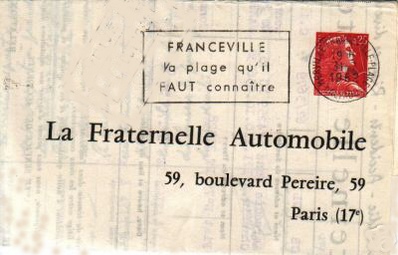 FRANCEVILLE
la plage qu'il
FAUT connaître
La Fraternelle Automobile
59, boulevard Pereire, 59
Paris (17e)